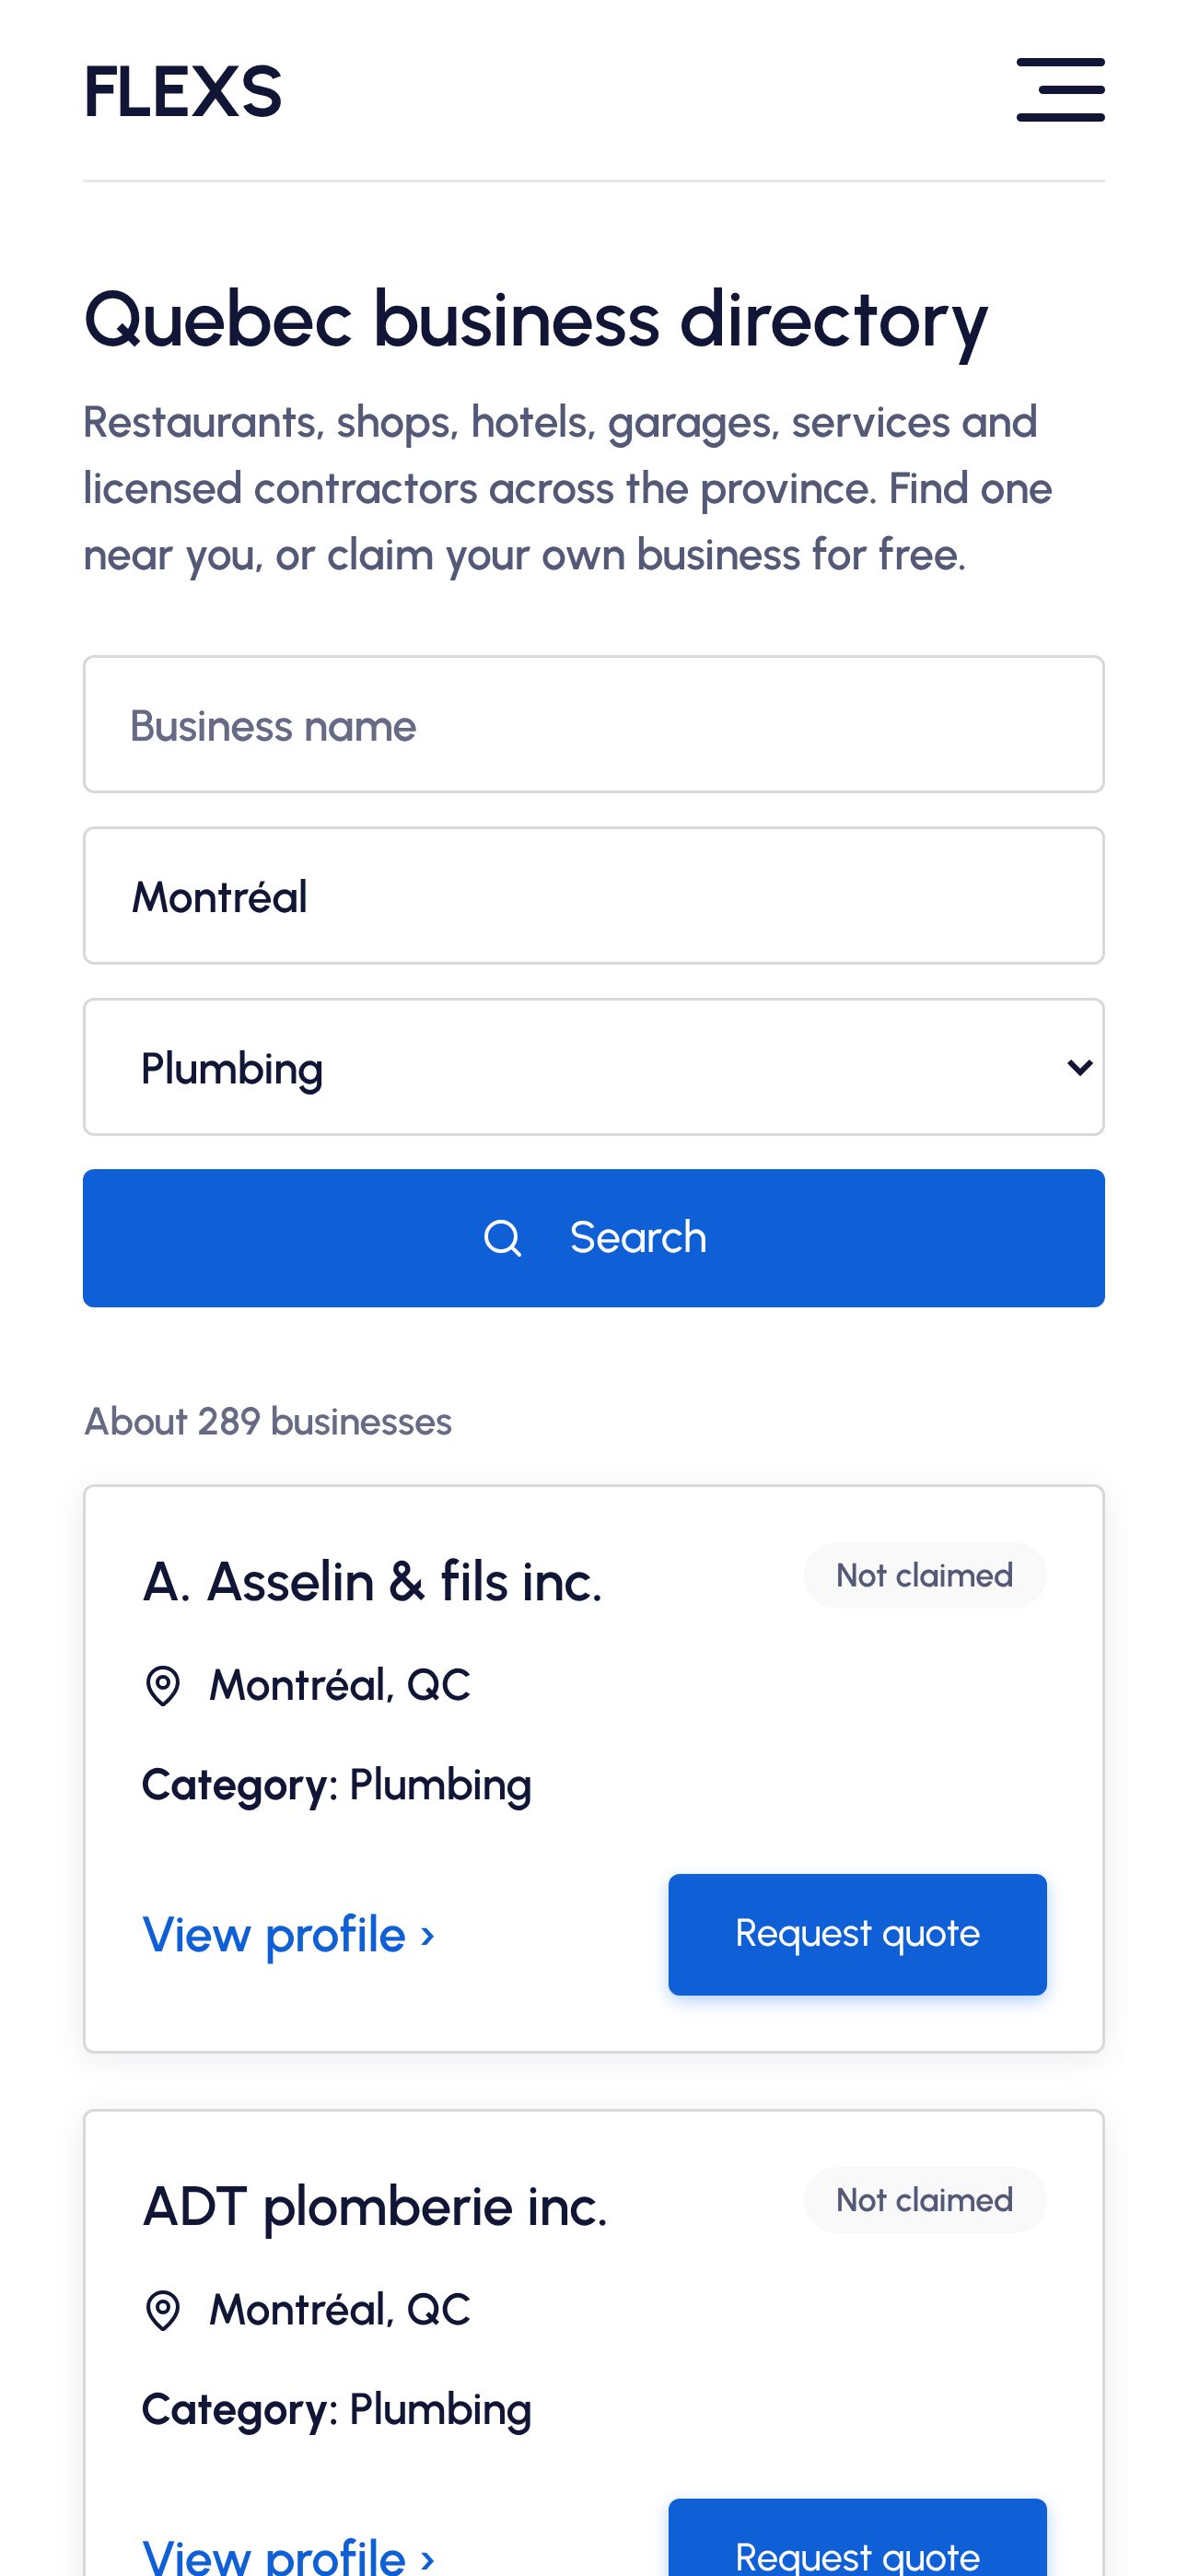 FLEXS
Quebec business directory
Restaurants, shops, hotels, garages, services and
licensed contractors across the province. Find one
near you, or claim your own business for free.
Business name
Montréal
Plumbing
Search
About 289 businesses
A. Asselin & fils inc.
Not claimed
Montréal, QC
Category: Plumbing
View profile ›
Request quote
ADT plomberie inc.
Not claimed
Montréal, QC
Category: Plumbing
View profile ›
Request quote